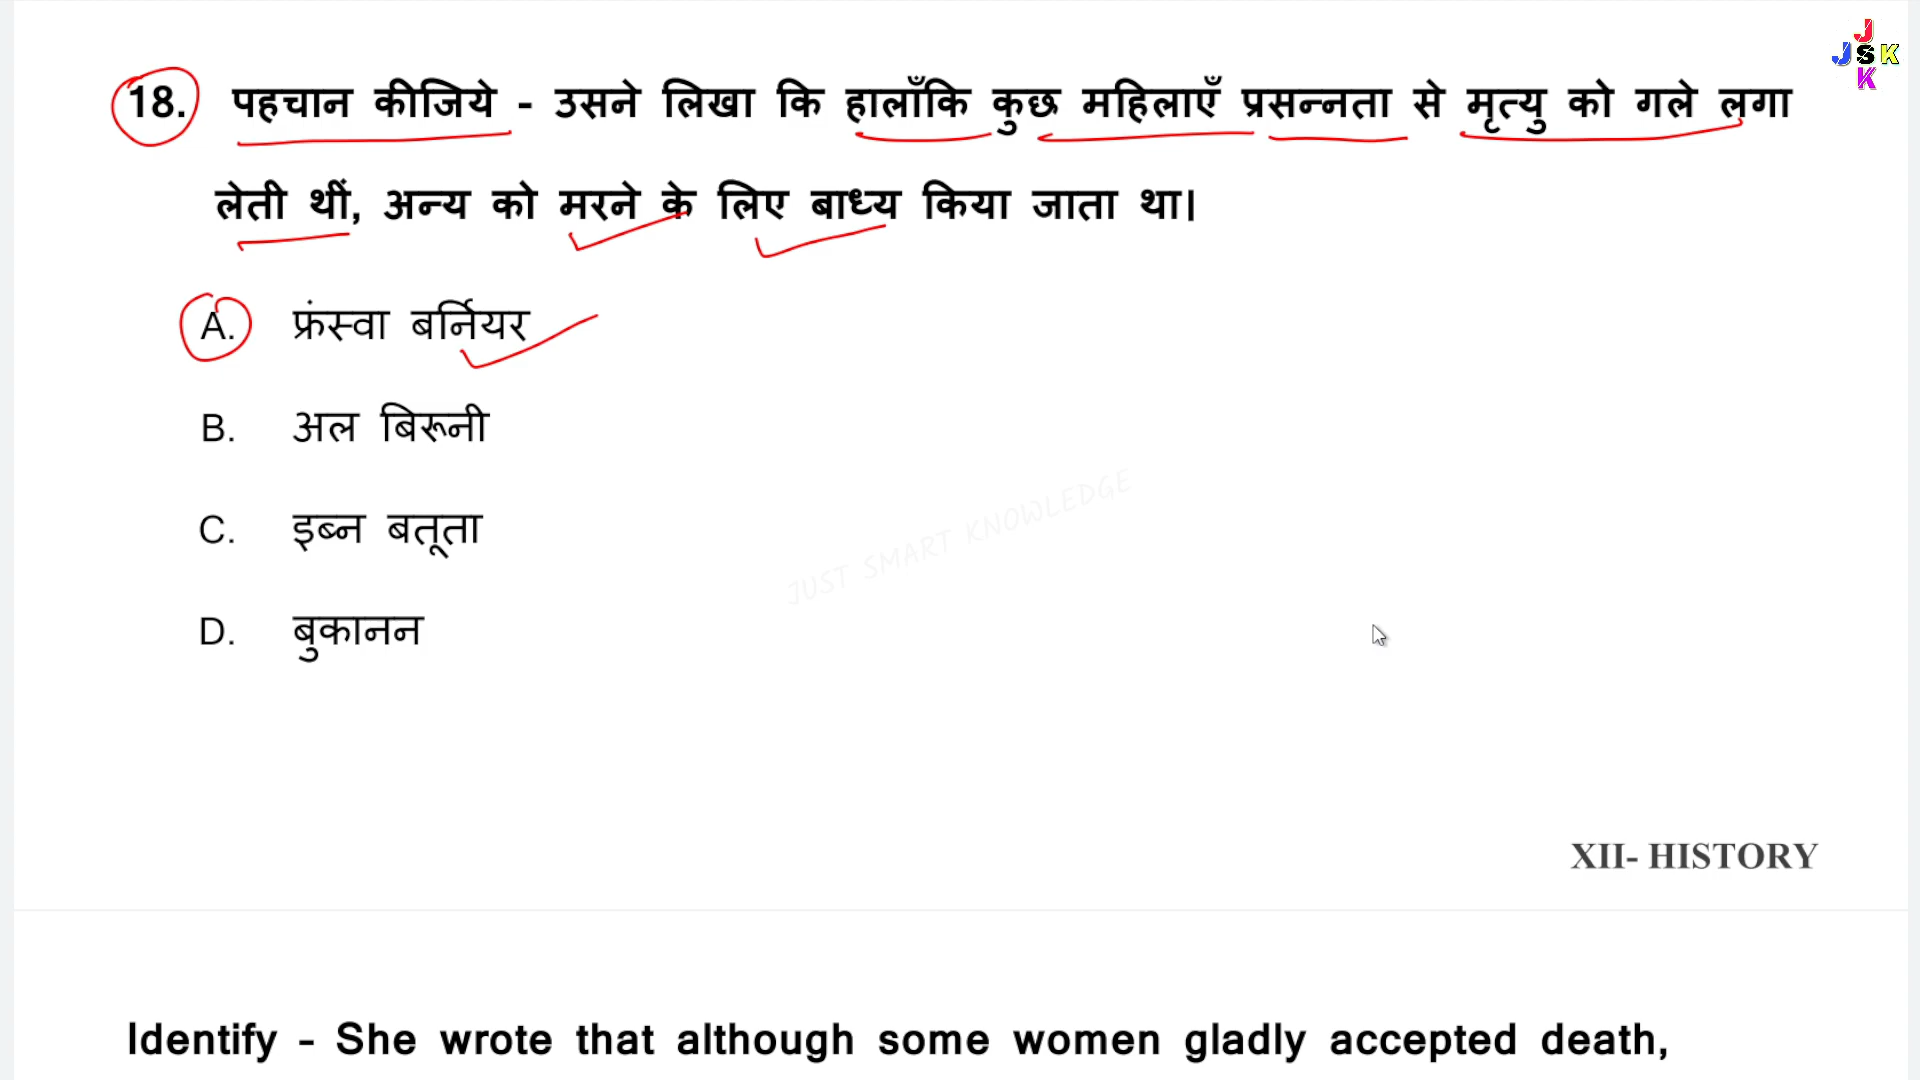 J
JSK
K
18. पहचान कीजिये - उसने लिखा कि हालाँकि कुछ महिलाएँ प्रसन्नता से मृत्यु को गले लगा
लेती थीं, अन्य को मरने के लिए बाध्य किया जाता था।
A. फ्रंस्वा बर्नियर
B. अल बिरूनी
C. इब्न बतूता
D. बुकानन
JUST SMART KNOWLEDGE
XII- HISTORY
Identify – She wrote that although some women gladly accepted death,